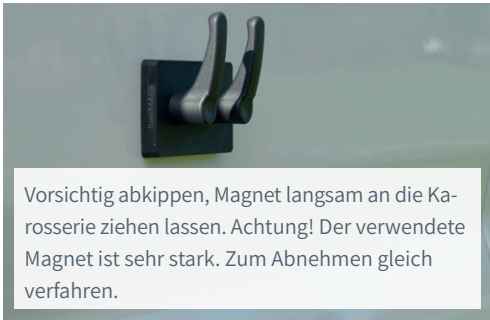 flexiMAGS
Vorsichtig abkippen, Magnet langsam an die Ka-
rosserie ziehen lassen. Achtung! Der verwendete
Magnet ist sehr stark. Zum Abnehmen gleich
verfahren.